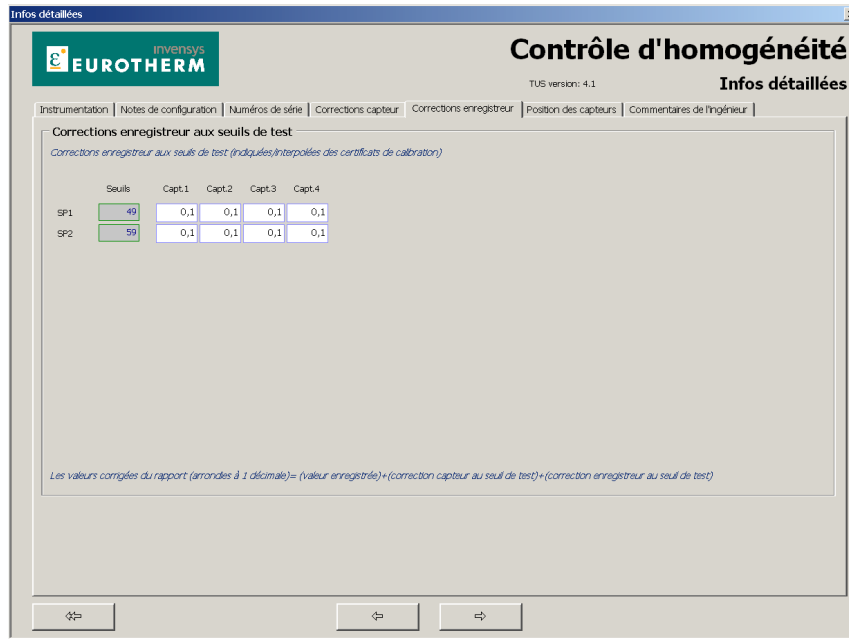 Infos détaillées
invensys
EUROTHERM
Contrôle d'homogénéité
TUS version: 4.1
Infos détaillées
Instrumentation Notes de configuration Numéros de série Corrections capteur Corrections enregistreur Position des capteurs Commentaires de l'ingénieur
Corrections enregistreur aux seuils de test
Corrections enregistreur aux seuils de test (indiquées/interpolées des certificats de calibration)
Seuils Capt.1 Capt.2 Capt.3 Capt.4
SP1 49 0,1 0,1 0,1 0,1
SP2 59 0,1 0,1 0,1 0,1
Les valeurs corrigées du rapport (arrondies à 1 décimale)= (valeur enregistrée)+(correction capteur au seuil de test)+(correction enregistreur au seuil de test)